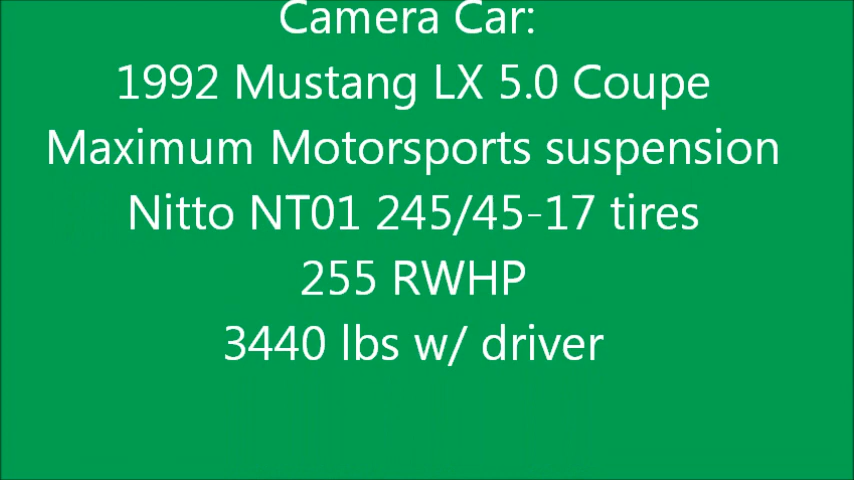 Camera Car:
1992 Mustang LX 5.0 Coupe
Maximum Motorsports suspension
Nitto NT01 245/45-17 tires
255 RWHP
3440 lbs w/ driver